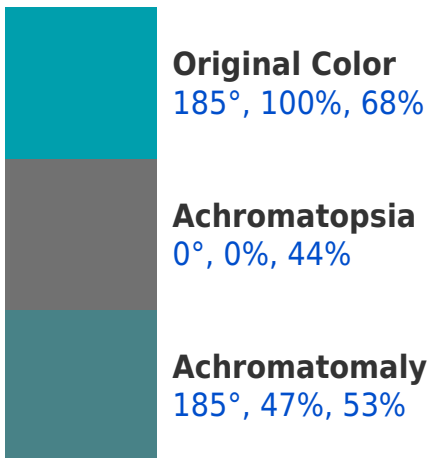 Original Color
185°, 100%, 68%
Achromatopsia
0°, 0%, 44%
Achromatomaly
185°, 47%, 53%